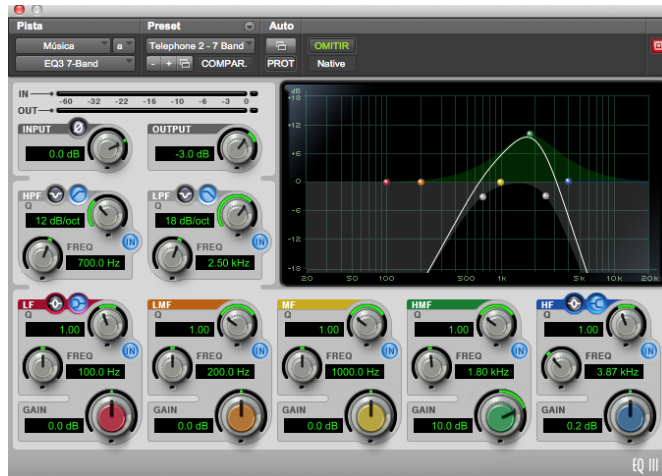 Pista Preset Auto
Música a Telephone 2 - 7 Band OMITIR
EQ3 7-Band - + COMPAR. PROT Native
IN
-60 -32 -22 -16 -10 -6 -3 0
OUT
INPUT Ø OUTPUT
0.0 dB -3.0 dB
HPF LPF
Q Q
12 dB/oct 18 dB/oct
IN IN
FREQ FREQ
700.0 Hz 2.50 kHz
dB
+18
+12
+6
0
-6
-12
-18
20 50 100 500 1k 5k 10k 20k
LF LMF MF HMF HF
Q Q Q Q Q
1.00 1.00 1.00 1.00 1.00
IN IN IN IN IN
FREQ FREQ FREQ FREQ FREQ
100.0 Hz 200.0 Hz 1000.0 Hz 1.80 kHz 3.87 kHz
GAIN GAIN GAIN GAIN GAIN
0.0 dB 0.0 dB 0.0 dB 10.0 dB 0.2 dB
EQ III